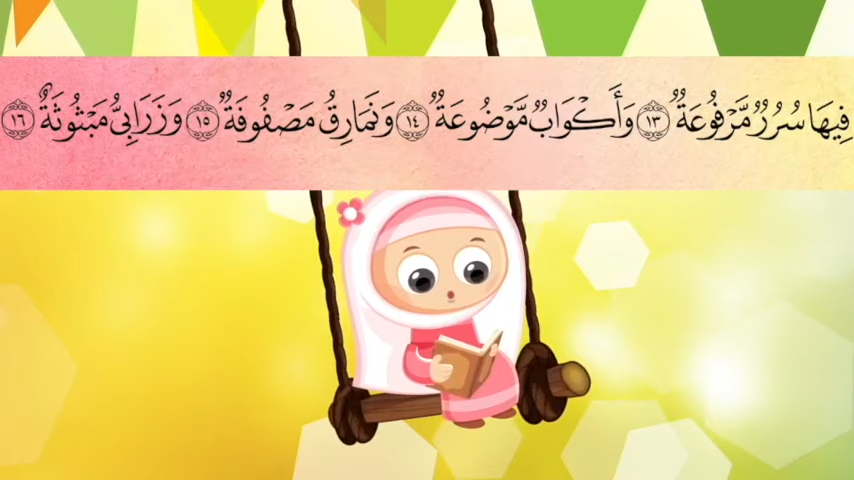 فِيهَا سُرُرٌ مَّرْفُوعَةٌ ١٣ وَأَكْوَابٌ مَّوْضُوعَةٌ ١٤ وَنَمَارِقُ مَصْفُوفَةٌ ١٥ وَزَرَابِىُّ مَبْثُوثَةٌ ١٦